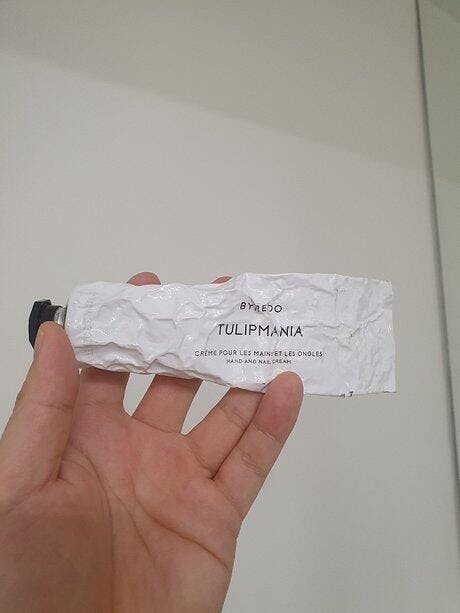 BYREDO
TULIPMANIA
CRÈME POUR LES MAINS ET LES ONGLES
HAND AND NAIL CREAM